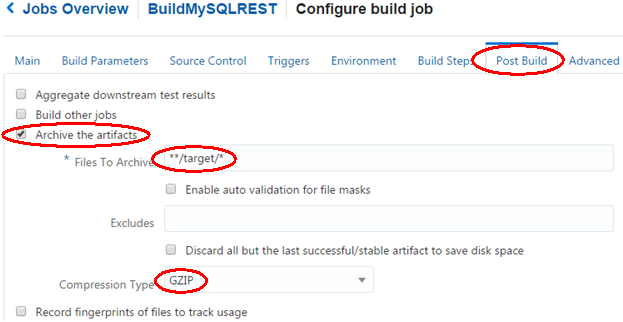 Jobs Overview BuildMySQLREST Configure build job
Main Build Parameters Source Control Triggers Environment Build Steps Post Build Advanced
Aggregate downstream test results
Build other jobs
Archive the artifacts
* Files To Archive **/target/*
Enable auto validation for file masks
Excludes
Discard all but the last successful/stable artifact to save disk space
Compression Type GZIP
Record fingerprints of files to track usage